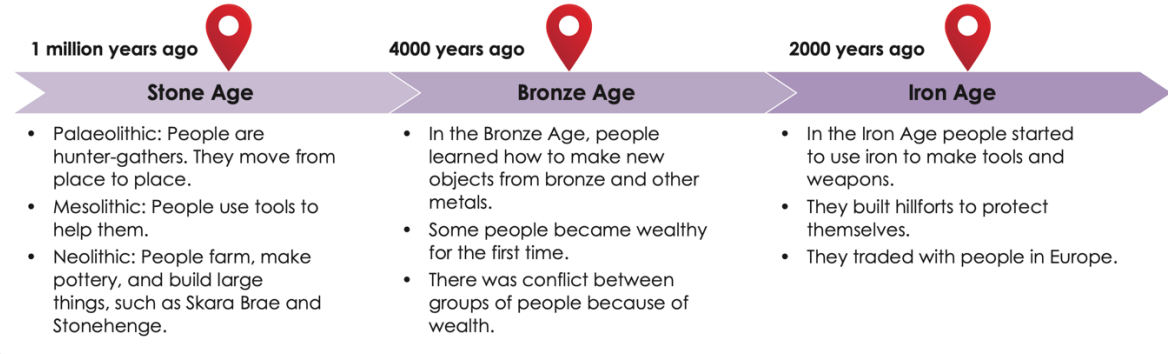 1 million years ago
4000 years ago
2000 years ago
Stone Age
Bronze Age
Iron Age
• Palaeolithic: People are
hunter-gathers. They move from
place to place.
• Mesolithic: People use tools to
help them.
• Neolithic: People farm, make
pottery, and build large
things, such as Skara Brae and
Stonehenge.
• In the Bronze Age, people
learned how to make new
objects from bronze and other
metals.
• Some people became wealthy
for the first time.
• There was conflict between
groups of people because of
wealth.
• In the Iron Age people started
to use iron to make tools and
weapons.
• They built hillforts to protect
themselves.
• They traded with people in Europe.